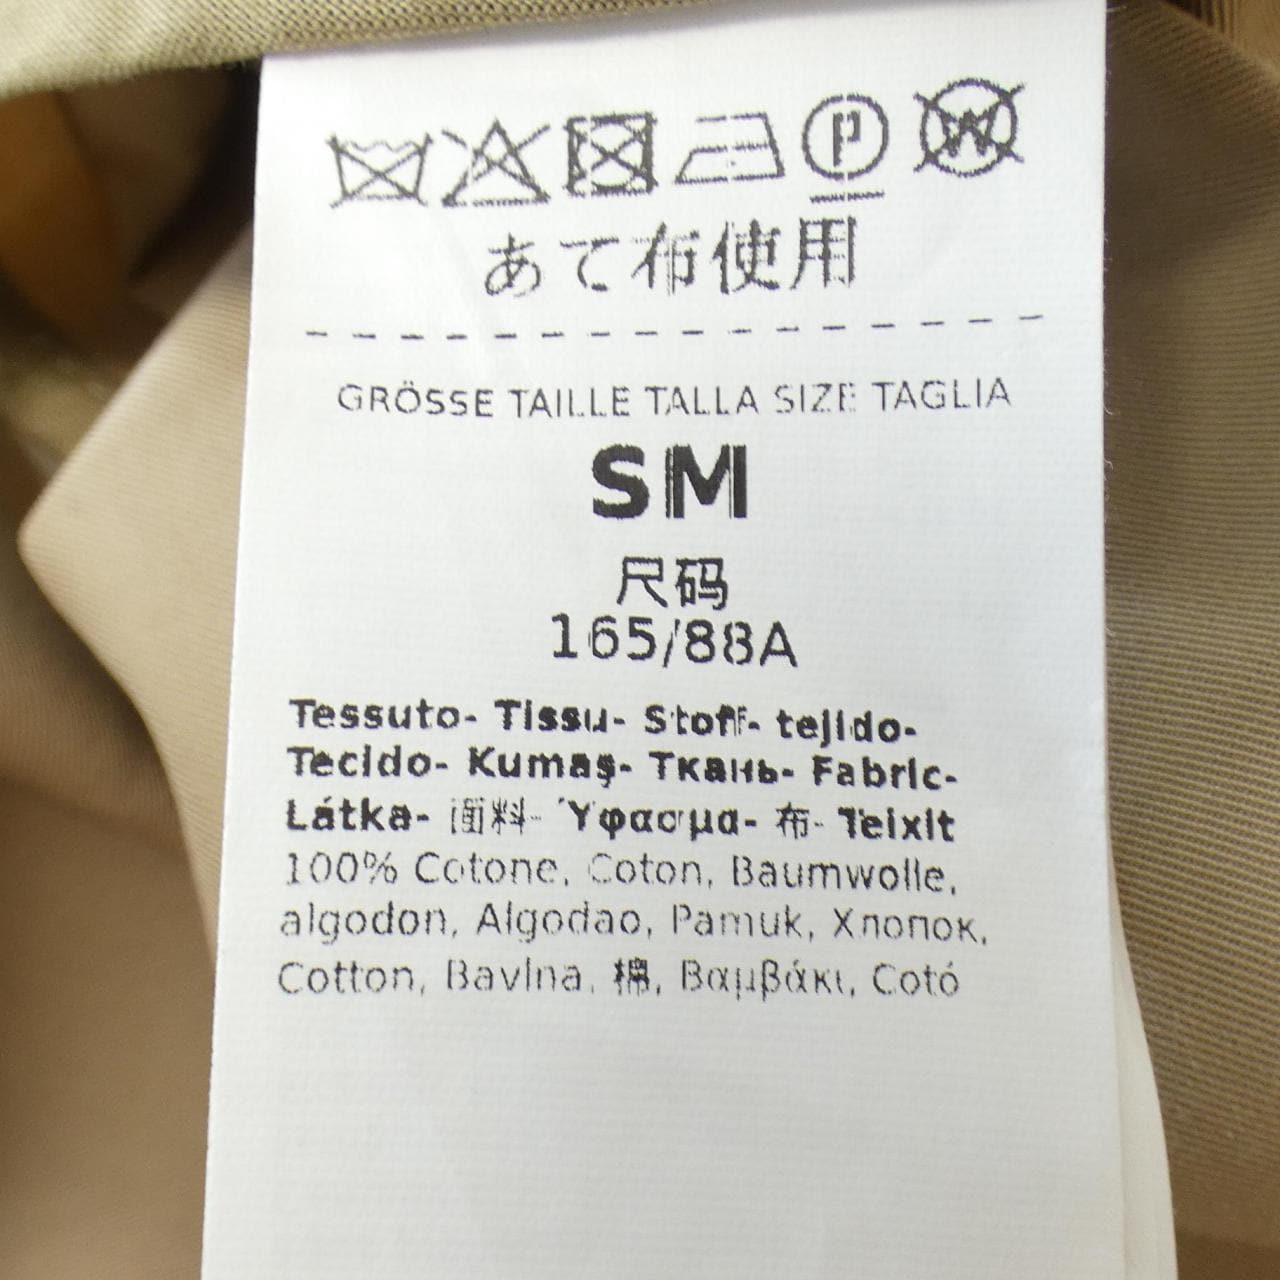 P W
あて布使用
GRÖSSE TAILLE TALLA SIZE TAGLIA
SM
尺码
165/88A
Tessuto- Tissu- Stoff- tejido-
Tecido- Kumaş- Ткань- Fabric-
Látka- 面料- Ύφασμα- 布- Teixit
100% Cotone, Coton, Baumwolle,
algodon, Algodao, Pamuk, Хлопок,
Cotton, Bavlna, 棉, Βαμβάκι, Cotó